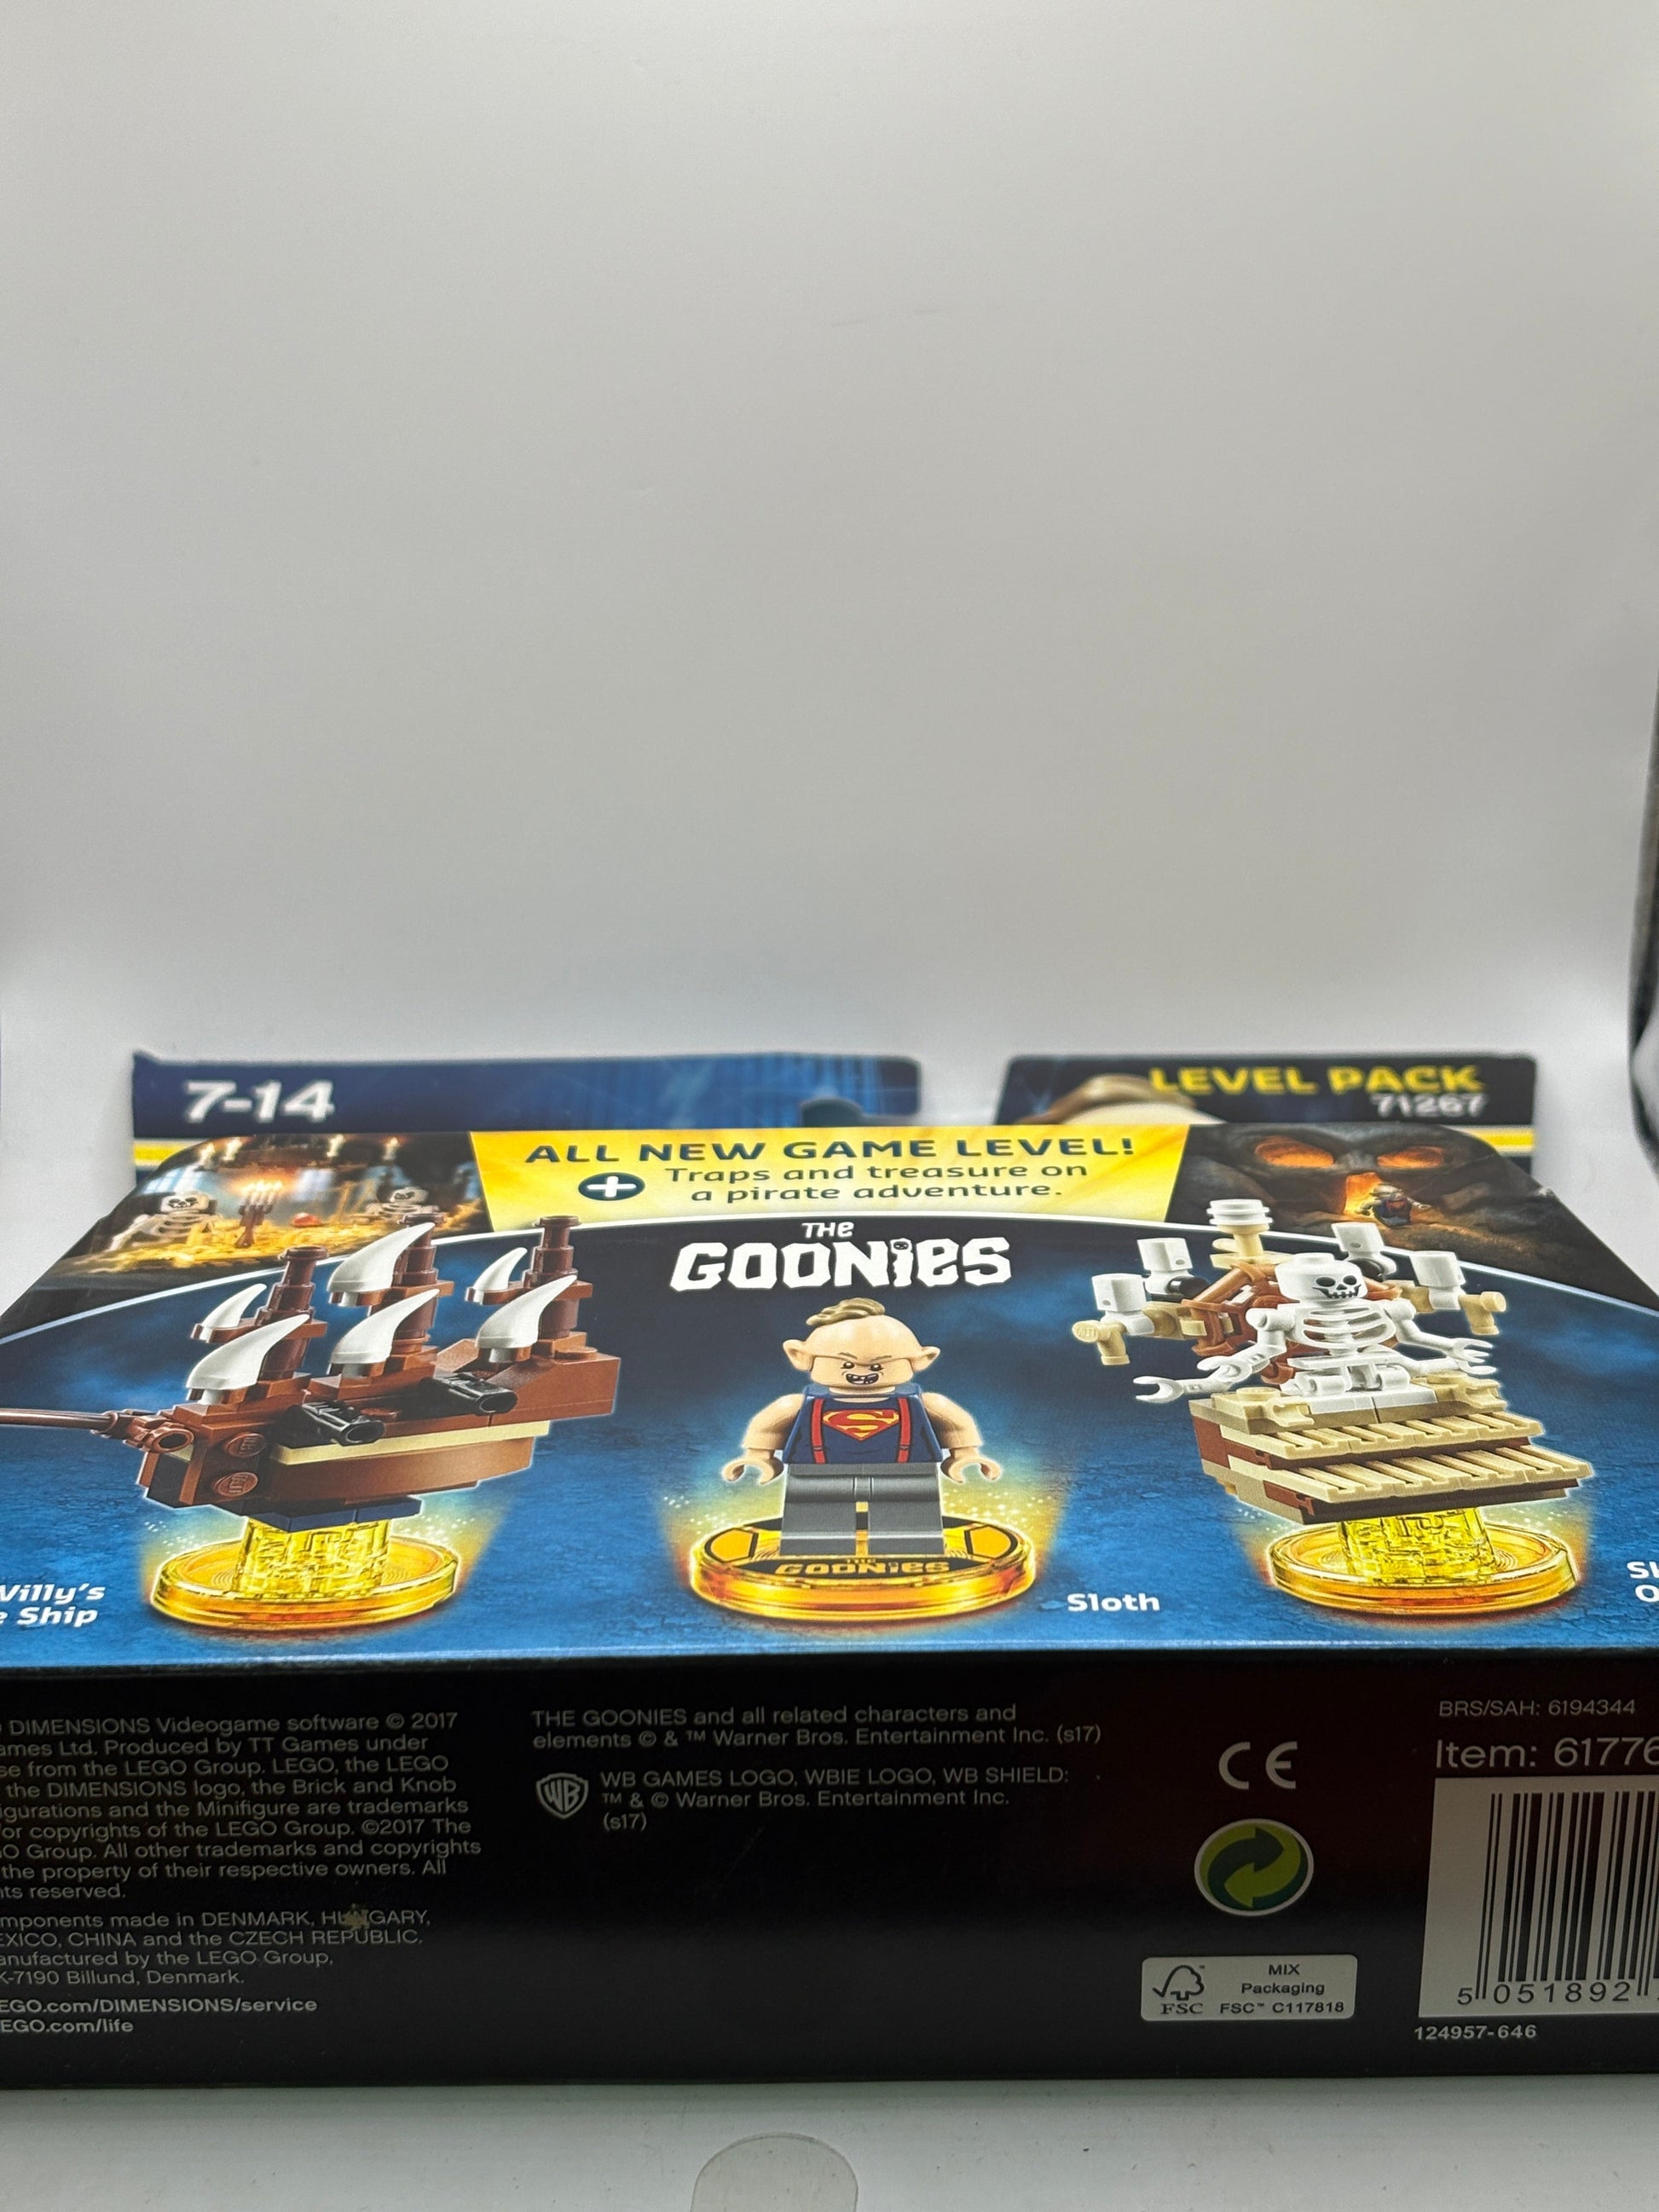 7-14
LEVEL PACK
71267
ALL NEW GAME LEVEL!
+ Traps and treasure on
a pirate adventure.
THE
GOONiES
GOONiES
Villy's
Ship
Sloth
DIMENSIONS Videogame software © 2017
ames Ltd. Produced by TT Games under
se from the LEGO Group. LEGO, the LEGO
the DIMENSIONS logo, the Brick and Knob
igurations and the Minifigure are trademarks
or copyrights of the LEGO Group. ©2017 The
GO Group. All other trademarks and copyrights
the property of their respective owners. All
ts reserved.
mponents made in DENMARK, HUNGARY,
EXICO, CHINA and the CZECH REPUBLIC.
anufactured by the LEGO Group,
K-7190 Billund, Denmark.
EGO.com/DIMENSIONS/service
EGO.com/life
THE GOONIES and all related characters and
elements © & ™ Warner Bros. Entertainment Inc. (s17)
WB
WB GAMES LOGO, WBIE LOGO, WB SHIELD:
™ & © Warner Bros. Entertainment Inc.
(s17)
CE
MIX
Packaging
FSC FSC™ C117818
BRS/SAH: 6194344
Item: 61776
5 051892
124957-646